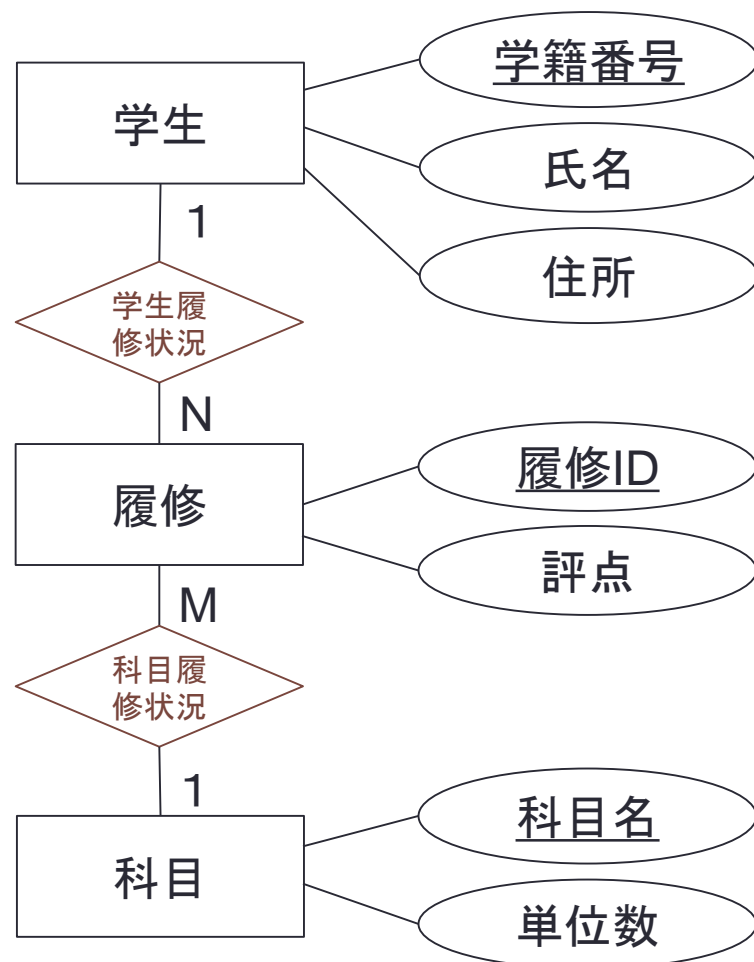 学籍番号
学生
氏名
1
住所
学生履
修状況
N
履修ID
履修
評点
M
科目履
修状況
1
科目名
科目
単位数